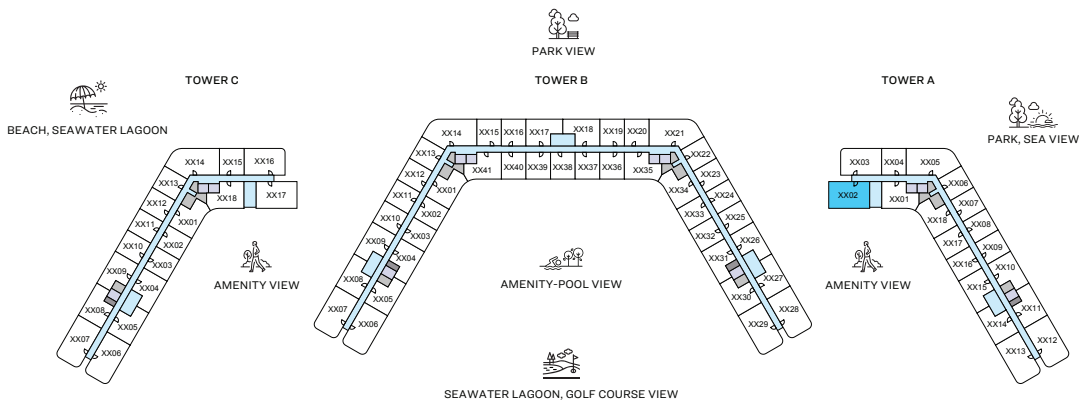 PARK VIEW
TOWER C
TOWER B
TOWER A
BEACH, SEAWATER LAGOON
PARK, SEA VIEW
XX14
XX15
XX16
XX13
XX17
XX12
XX18
XX11
XX01
XX10
XX02
XX09
XX03
XX08
XX04
XX07
XX05
XX06
AMENITY VIEW
XX14
XX15
XX16
XX17
XX18
XX19
XX20
XX21
XX13
XX22
XX12
XX41
XX40
XX39
XX38
XX37
XX36
XX35
XX23
XX11
XX01
XX34
XX24
XX10
XX02
XX33
XX25
XX09
XX03
XX32
XX26
XX08
XX04
XX31
XX27
XX07
XX05
XX30
XX28
XX06
XX29
AMENITY-POOL VIEW
XX03
XX04
XX05
XX02
XX01
XX06
XX18
XX07
XX17
XX08
XX16
XX09
XX15
XX10
XX14
XX11
XX13
XX12
AMENITY VIEW
SEAWATER LAGOON, GOLF COURSE VIEW